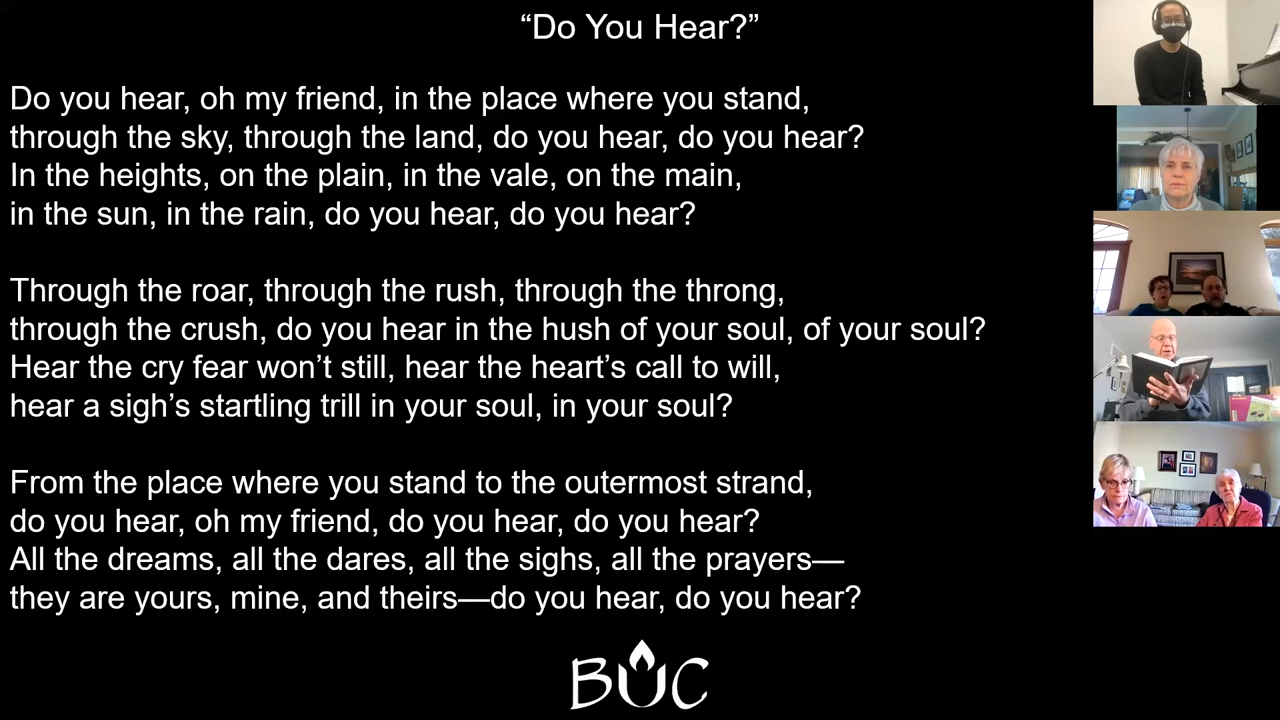 “Do You Hear?”
Do you hear, oh my friend, in the place where you stand,
through the sky, through the land, do you hear, do you hear?
In the heights, on the plain, in the vale, on the main,
in the sun, in the rain, do you hear, do you hear?
Through the roar, through the rush, through the throng,
through the crush, do you hear in the hush of your soul, of your soul?
Hear the cry fear won’t still, hear the heart’s call to will,
hear a sigh’s startling trill in your soul, in your soul?
From the place where you stand to the outermost strand,
do you hear, oh my friend, do you hear, do you hear?
All the dreams, all the dares, all the sighs, all the prayers—
they are yours, mine, and theirs—do you hear, do you hear?
BUC